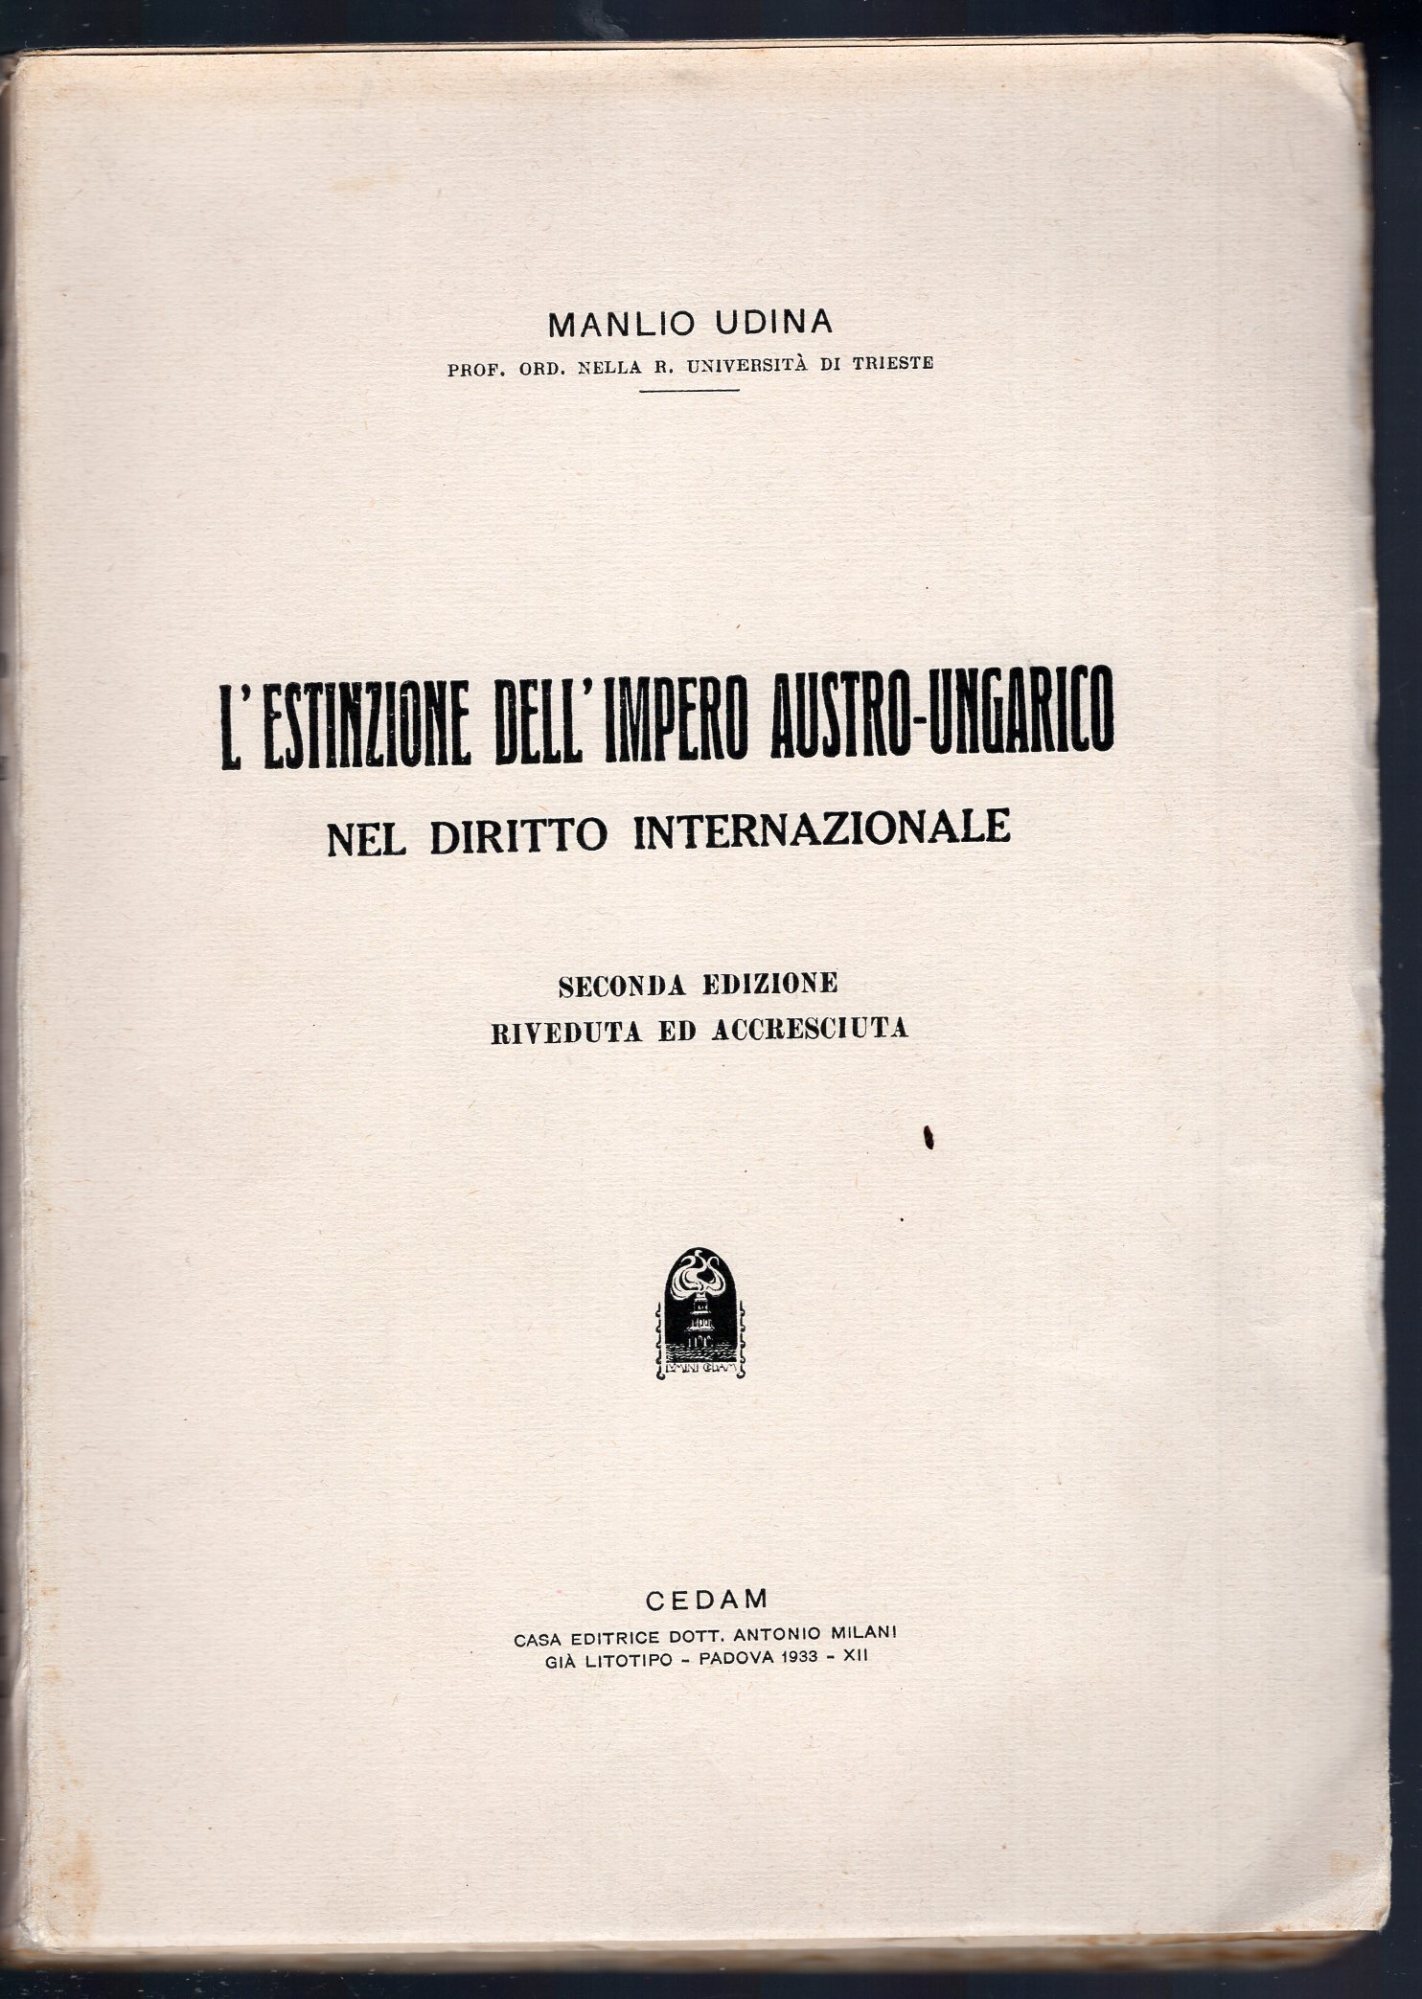 MANLIO UDINA
PROF. ORD. NELLA R. UNIVERSITÀ DI TRIESTE
L'ESTINZIONE DELL'IMPERO AUSTRO-UNGARICO
NEL DIRITTO INTERNAZIONALE
SECONDA EDIZIONE
RIVEDUTA ED ACCRESCIUTA
CEDAM
CEDAM
CASA EDITRICE DOTT. ANTONIO MILANI
GIÀ LITOTIPO - PADOVA 1933 - XII